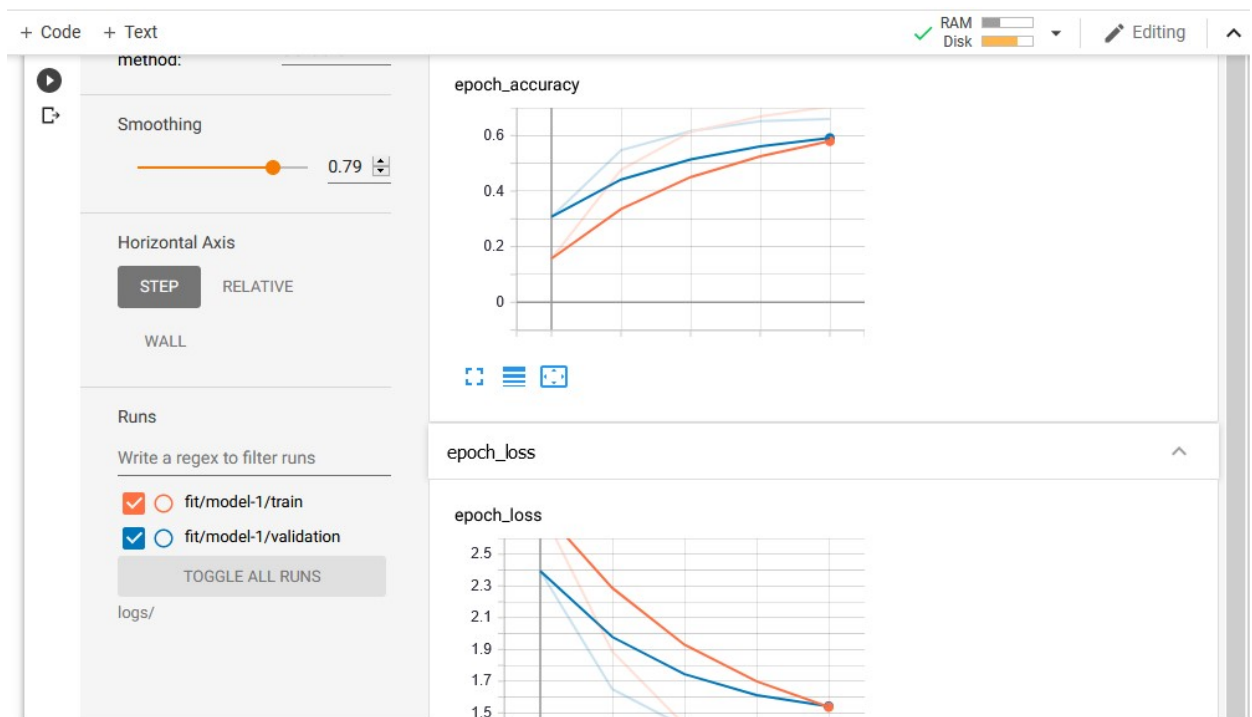 + Code + Text
RAM
Disk
Editing
method:
Smoothing
0.79
Horizontal Axis
STEP RELATIVE
WALL
Runs
Write a regex to filter runs
fit/model-1/train
fit/model-1/validation
TOGGLE ALL RUNS
logs/
epoch_accuracy
0.6
0.4
0.2
0
epoch_loss
epoch_loss
2.5
2.3
2.1
1.9
1.7
1.5